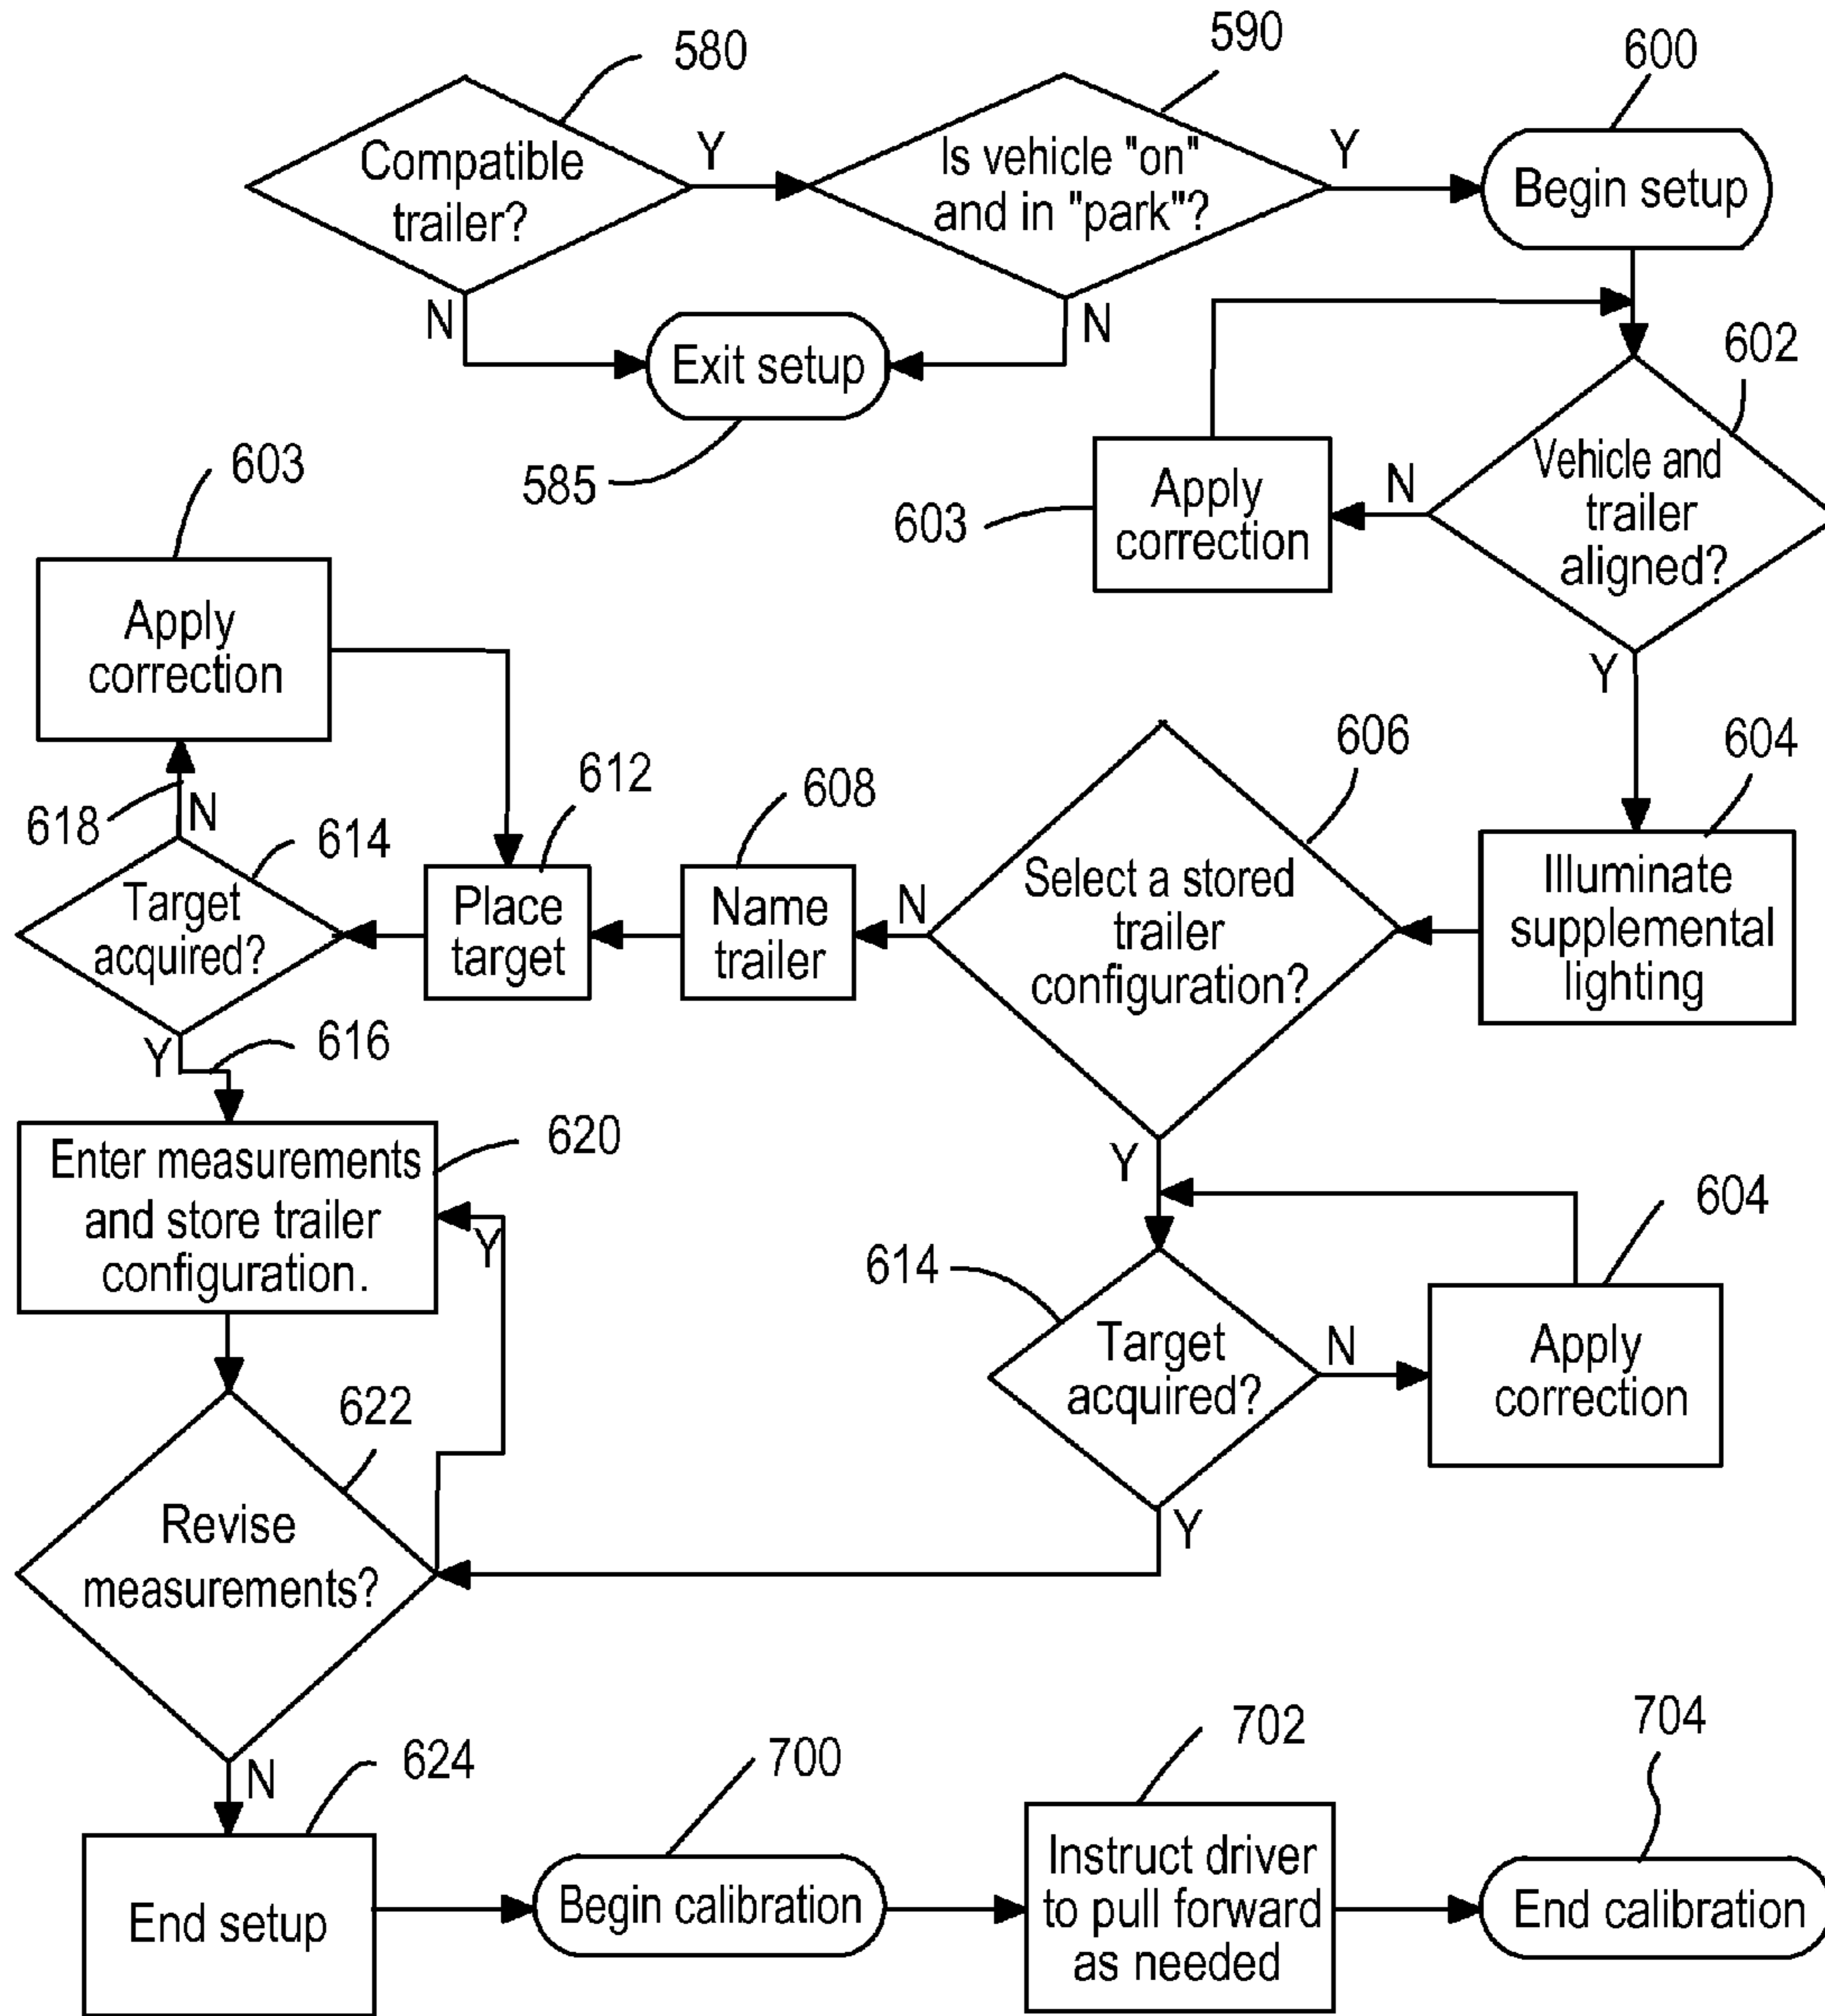 580
590
600
Compatible
trailer?
Y
Is vehicle "on"
and in "park"?
Y
Begin setup
N
N
Exit setup
585
602
Vehicle and
trailer
aligned?
N
Apply
correction
603
Y
603
Apply
correction
604
Illuminate
supplemental
lighting
606
Select a stored
trailer
configuration?
N
608
Name
trailer
612
Place
target
618
N
614
Target
acquired?
Y
616
Y
604
614
Target
acquired?
N
Apply
correction
Y
620
Enter measurements
and store trailer
configuration.
Y
622
Revise
measurements?
N
624
End setup
700
Begin calibration
702
Instruct driver
to pull forward
as needed
704
End calibration